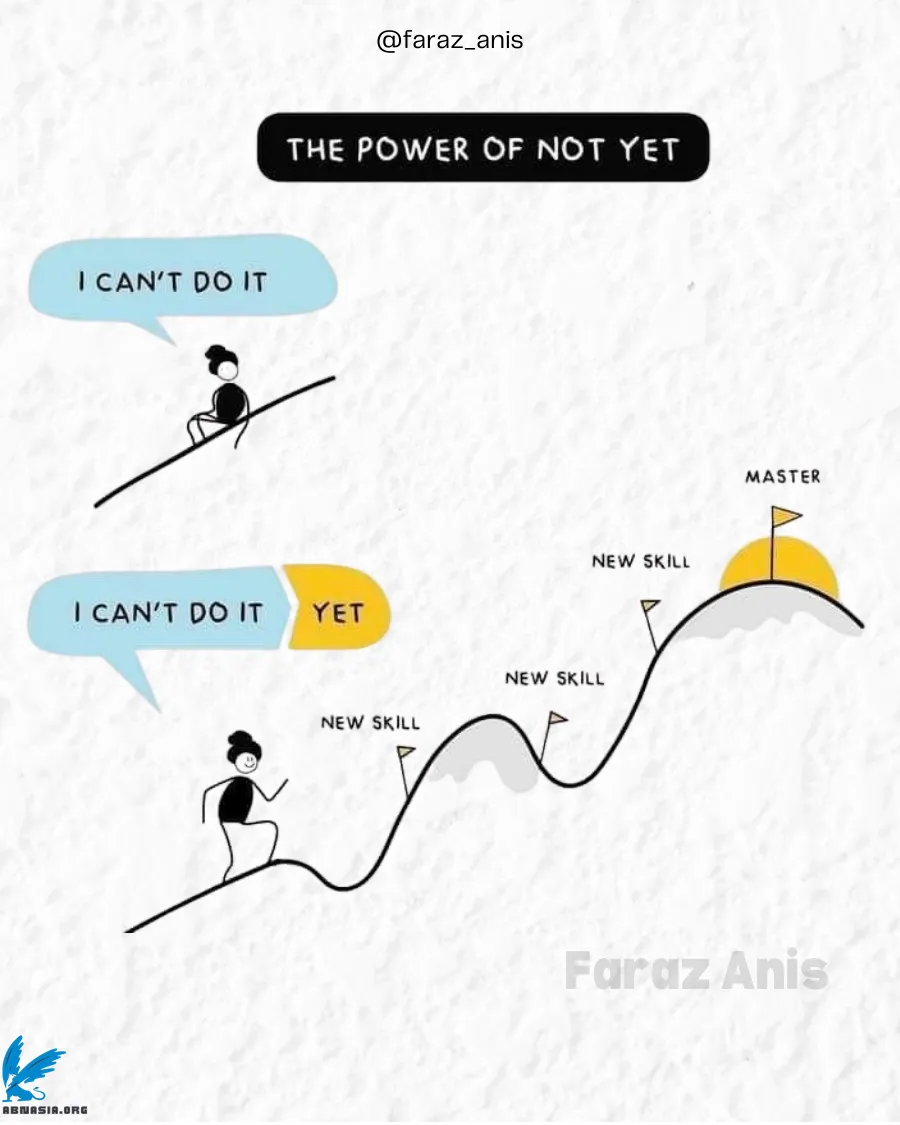 @faraz_anis
THE POWER OF NOT YET
I CAN'T DO IT
MASTER
NEW SKILL
I CAN'T DO IT YET
NEW SKILL
NEW SKILL
Faraz Anis
ABNASIA.ORG